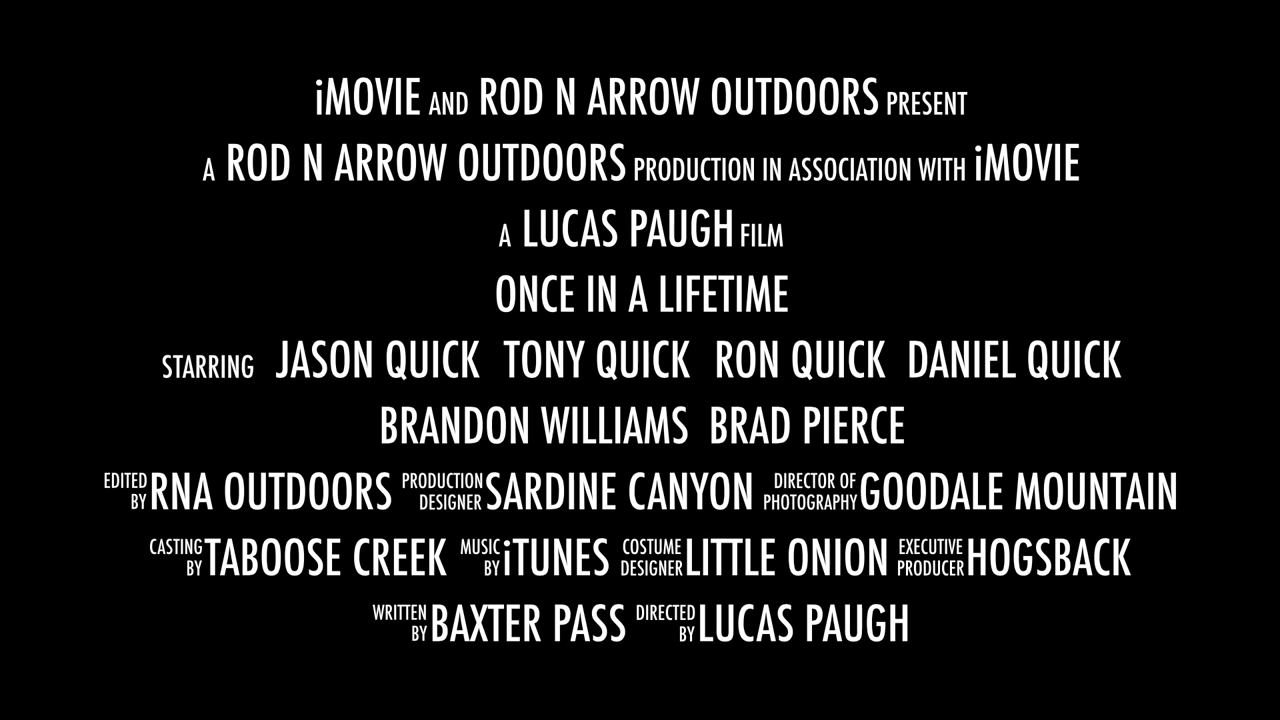 iMOVIE AND ROD N ARROW OUTDOORS PRESENT
A ROD N ARROW OUTDOORS PRODUCTION IN ASSOCIATION WITH iMOVIE
A LUCAS PAUGH FILM
ONCE IN A LIFETIME
STARRING JASON QUICK TONY QUICK RON QUICK DANIEL QUICK
BRANDON WILLIAMS BRAD PIERCE
EDITED BY RNA OUTDOORS PRODUCTION DESIGNER SARDINE CANYON DIRECTOR OF PHOTOGRAPHY GOODALE MOUNTAIN
CASTING BY TABOOSE CREEK MUSIC BY iTUNES COSTUME DESIGNER LITTLE ONION EXECUTIVE PRODUCER HOGSBACK
WRITTEN BY BAXTER PASS DIRECTED BY LUCAS PAUGH